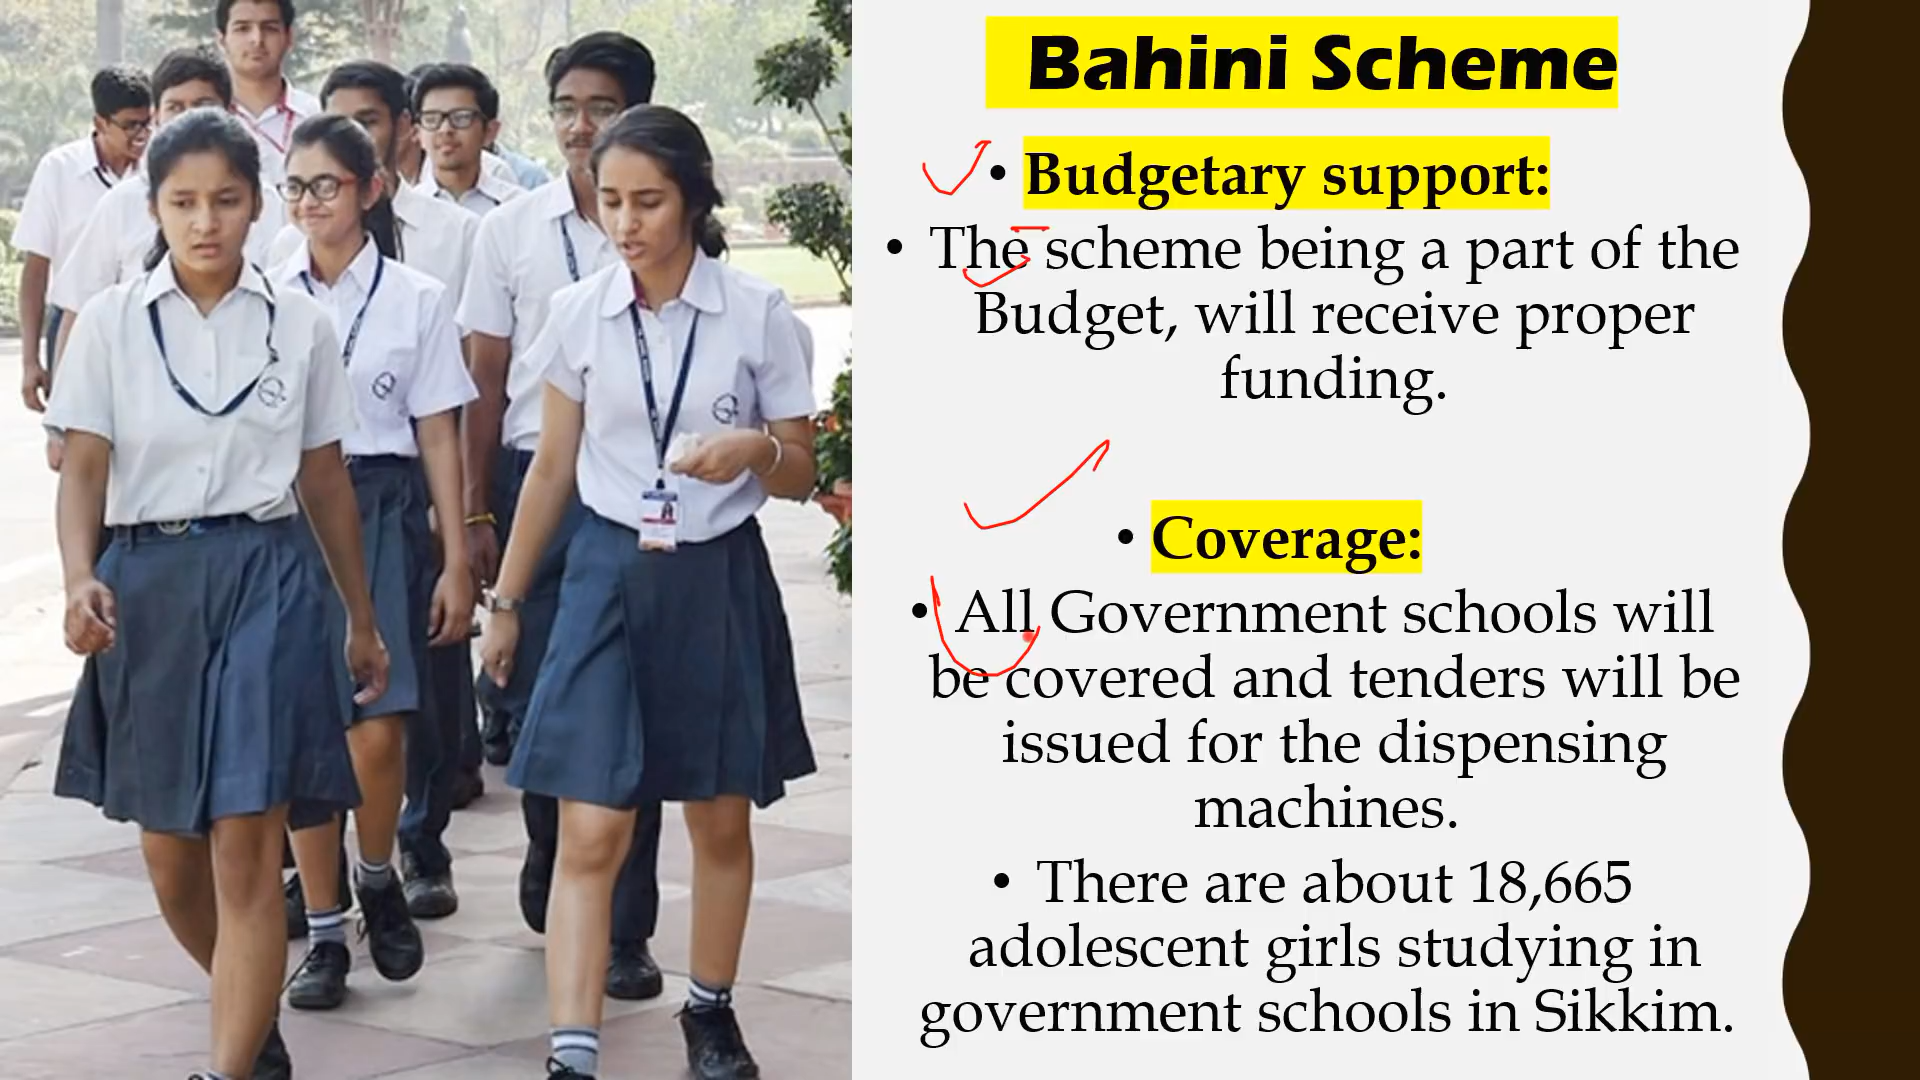 Bahini Scheme
• Budgetary support:
• The scheme being a part of the
Budget, will receive proper
funding.
• Coverage:
• All Government schools will
be covered and tenders will be
issued for the dispensing
machines.
• There are about 18,665
adolescent girls studying in
government schools in Sikkim.